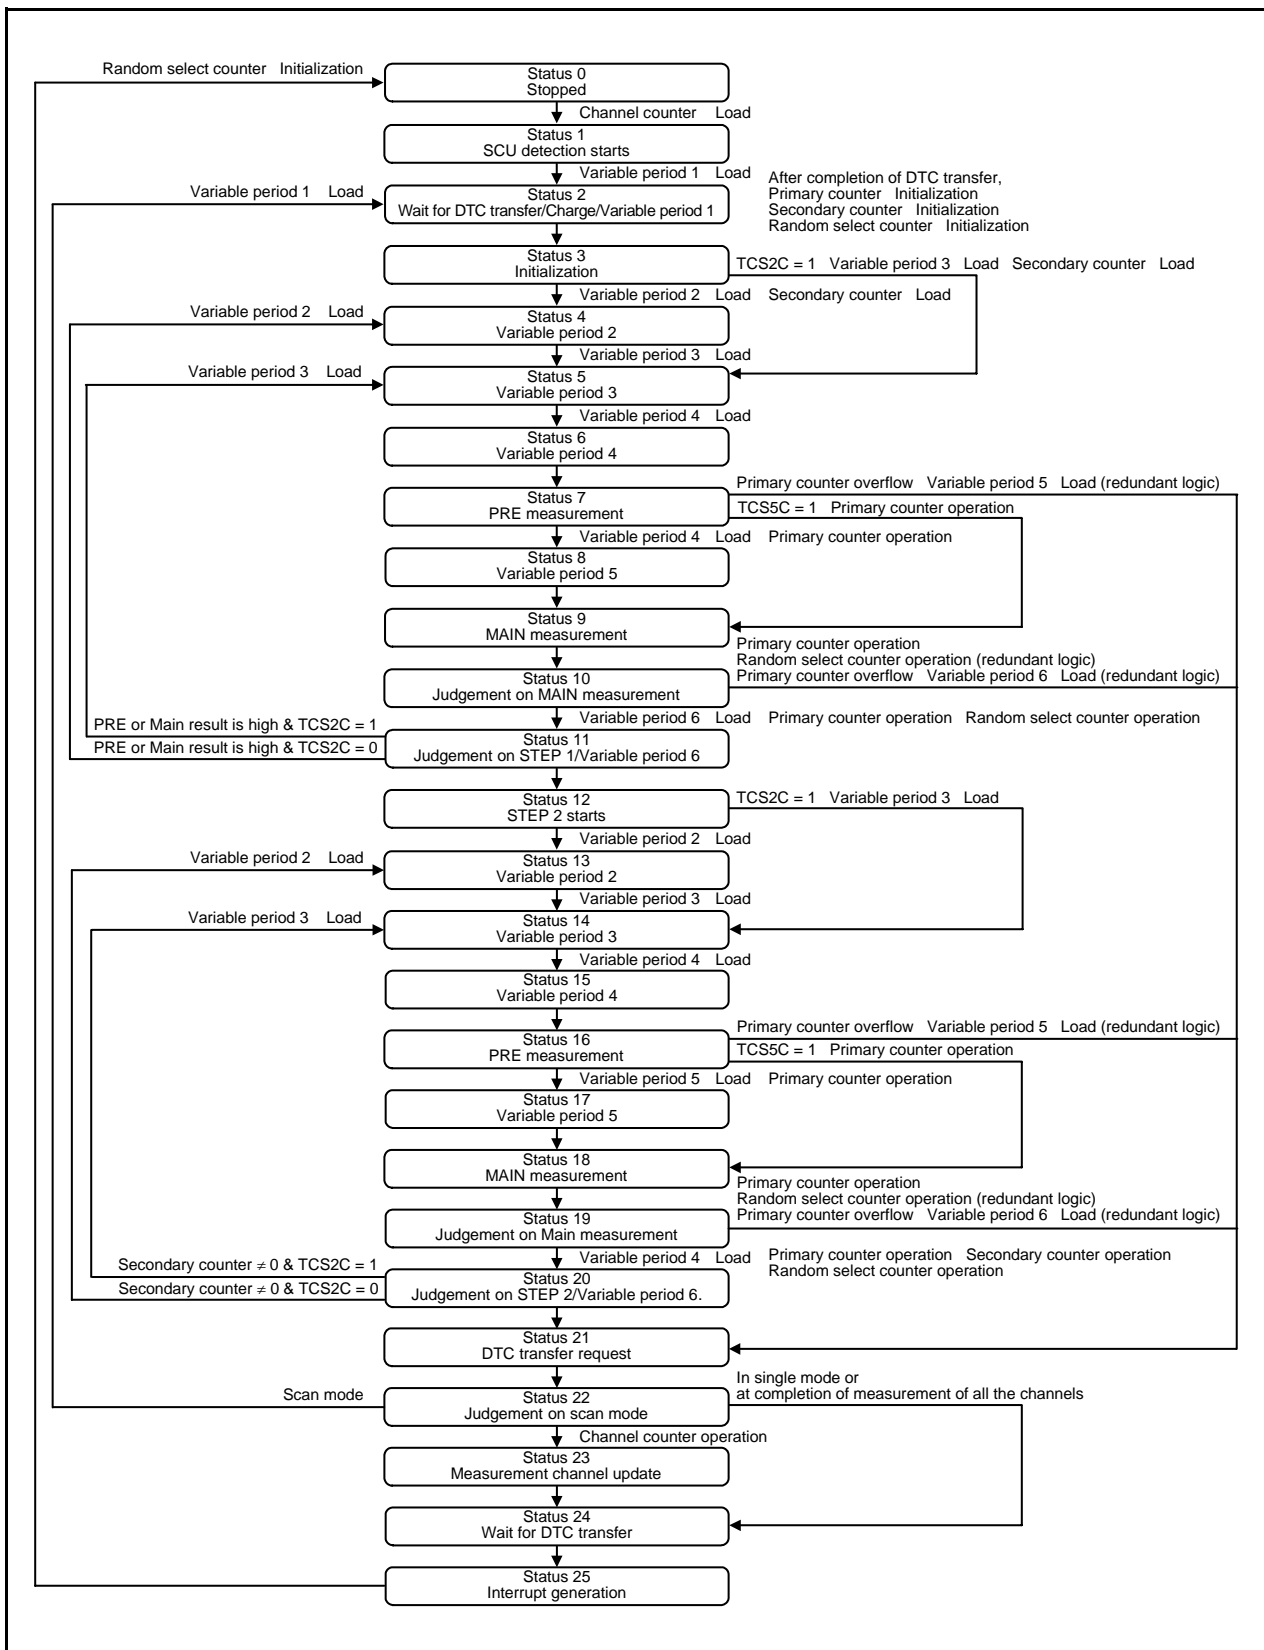 Random select counter Initialization
Status 0
Stopped
Channel counter Load
Status 1
SCU detection starts
Variable period 1 Load
Variable period 1 Load
Status 2
Wait for DTC transfer/Charge/Variable period 1
After completion of DTC transfer,
Primary counter Initialization
Secondary counter Initialization
Random select counter Initialization
Status 3
Initialization
TCS2C = 1 Variable period 3 Load Secondary counter Load
Variable period 2 Load Secondary counter Load
Variable period 2 Load
Status 4
Variable period 2
Variable period 3 Load
Variable period 3 Load
Status 5
Variable period 3
Variable period 4 Load
Status 6
Variable period 4
Status 7
PRE measurement
Primary counter overflow Variable period 5 Load (redundant logic)
TCS5C = 1 Primary counter operation
Variable period 4 Load Primary counter operation
Status 8
Variable period 5
Status 9
MAIN measurement
Primary counter operation
Random select counter operation (redundant logic)
Primary counter overflow Variable period 6 Load (redundant logic)
Status 10
Judgement on MAIN measurement
Variable period 6 Load Primary counter operation Random select counter operation
PRE or Main result is high & TCS2C = 1
PRE or Main result is high & TCS2C = 0
Status 11
Judgement on STEP 1/Variable period 6
Status 12
STEP 2 starts
TCS2C = 1 Variable period 3 Load
Variable period 2 Load
Variable period 2 Load
Status 13
Variable period 2
Variable period 3 Load
Variable period 3 Load
Status 14
Variable period 3
Variable period 4 Load
Status 15
Variable period 4
Status 16
PRE measurement
Primary counter overflow Variable period 5 Load (redundant logic)
TCS5C = 1 Primary counter operation
Variable period 5 Load Primary counter operation
Status 17
Variable period 5
Status 18
MAIN measurement
Primary counter operation
Random select counter operation (redundant logic)
Primary counter overflow Variable period 6 Load (redundant logic)
Status 19
Judgement on Main measurement
Variable period 4 Load Primary counter operation Secondary counter operation
Random select counter operation
Secondary counter ≠ 0 & TCS2C = 1
Secondary counter ≠ 0 & TCS2C = 0
Status 20
Judgement on STEP 2/Variable period 6.
Status 21
DTC transfer request
Scan mode
Status 22
Judgement on scan mode
In single mode or
at completion of measurement of all the channels
Channel counter operation
Status 23
Measurement channel update
Status 24
Wait for DTC transfer
Status 25
Interrupt generation